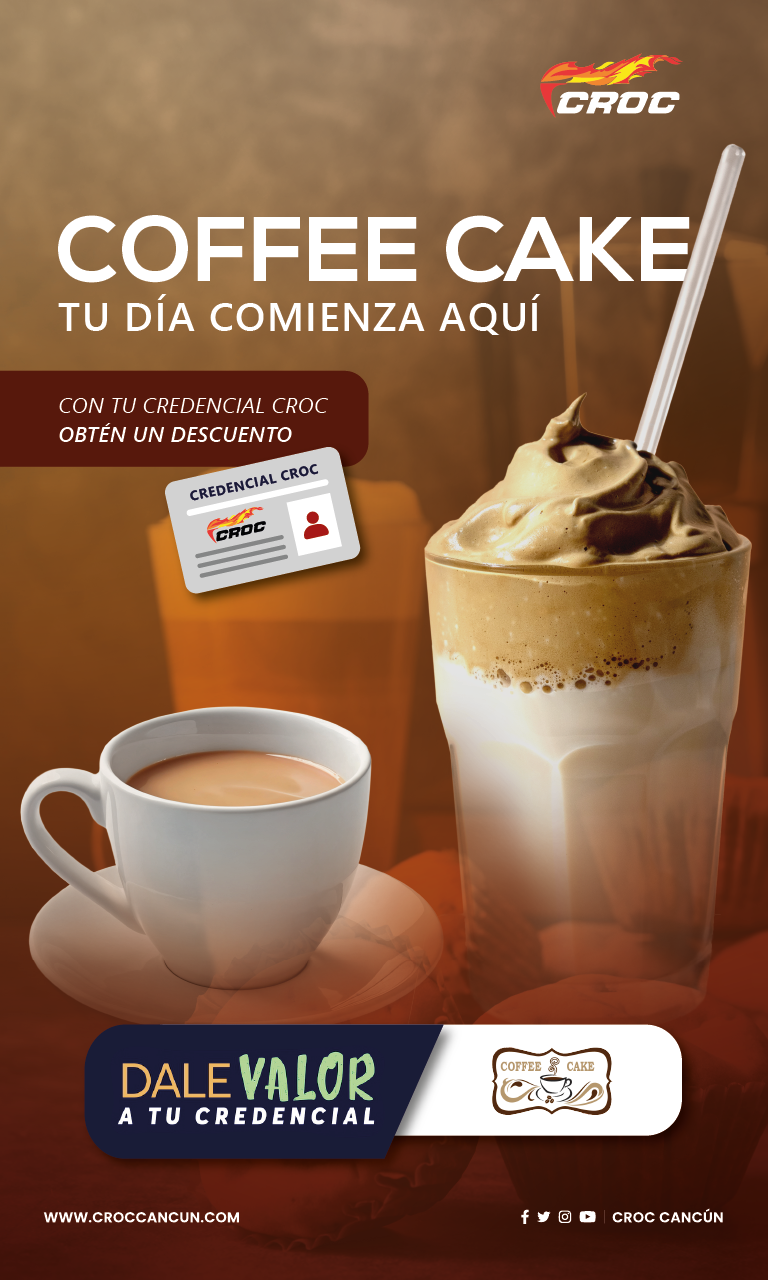 CROC
COFFEE CAKE
TU DÍA COMIENZA AQUÍ
CON TU CREDENCIAL CROC
OBTÉN UN DESCUENTO
CREDENCIAL CROC
CROC
DALE VALOR
A TU CREDENCIAL
COFFEE CAKE
WWW.CROCCANCUN.COM
CROC CANCÚN